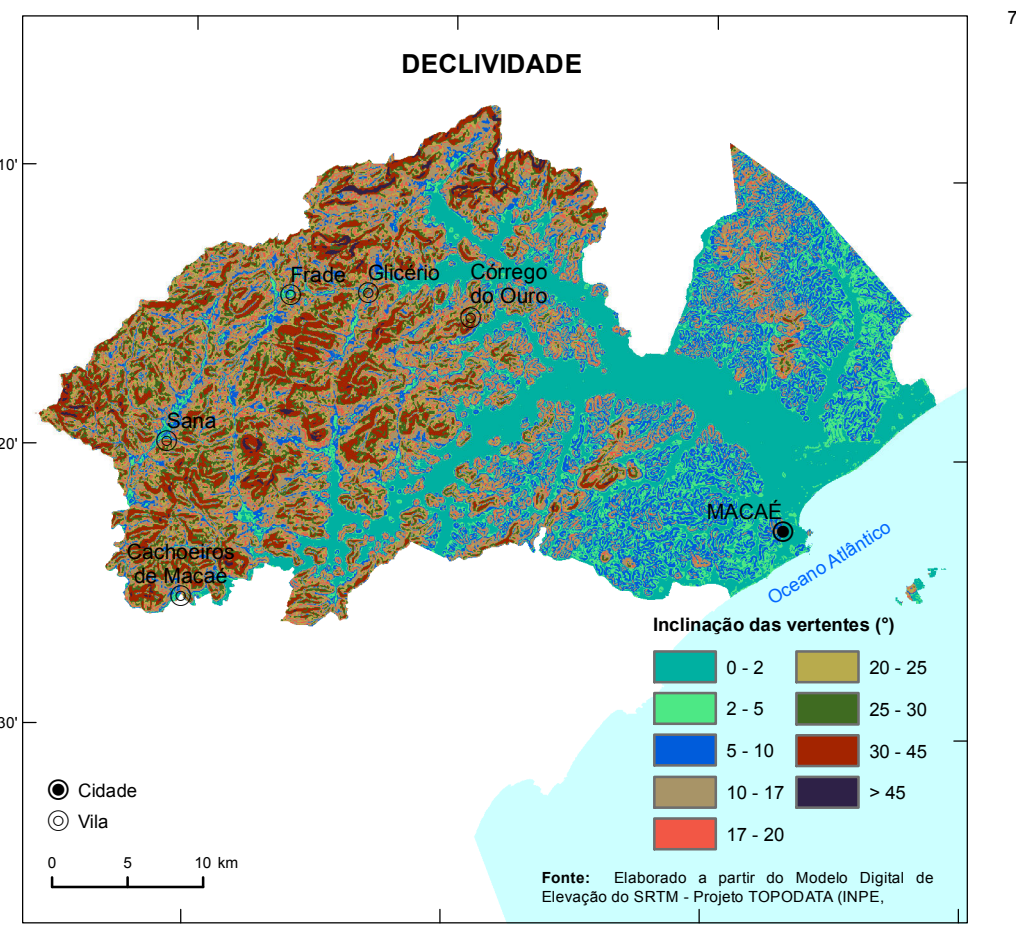 7
DECLIVIDADE
10'
Frade
Glicério
Córrego
do Ouro
Sana
20'
MACAÉ
Cachoeiros
de Macaé
Oceano Atlântico
Inclinação das vertentes (°)
0 - 2
20 - 25
2 - 5
25 - 30
5 - 10
30 - 45
10 - 17
> 45
17 - 20
30'
Cidade
Vila
0 5 10 km
Fonte: Elaborado a partir do Modelo Digital de
Elevação do SRTM - Projeto TOPODATA (INPE,